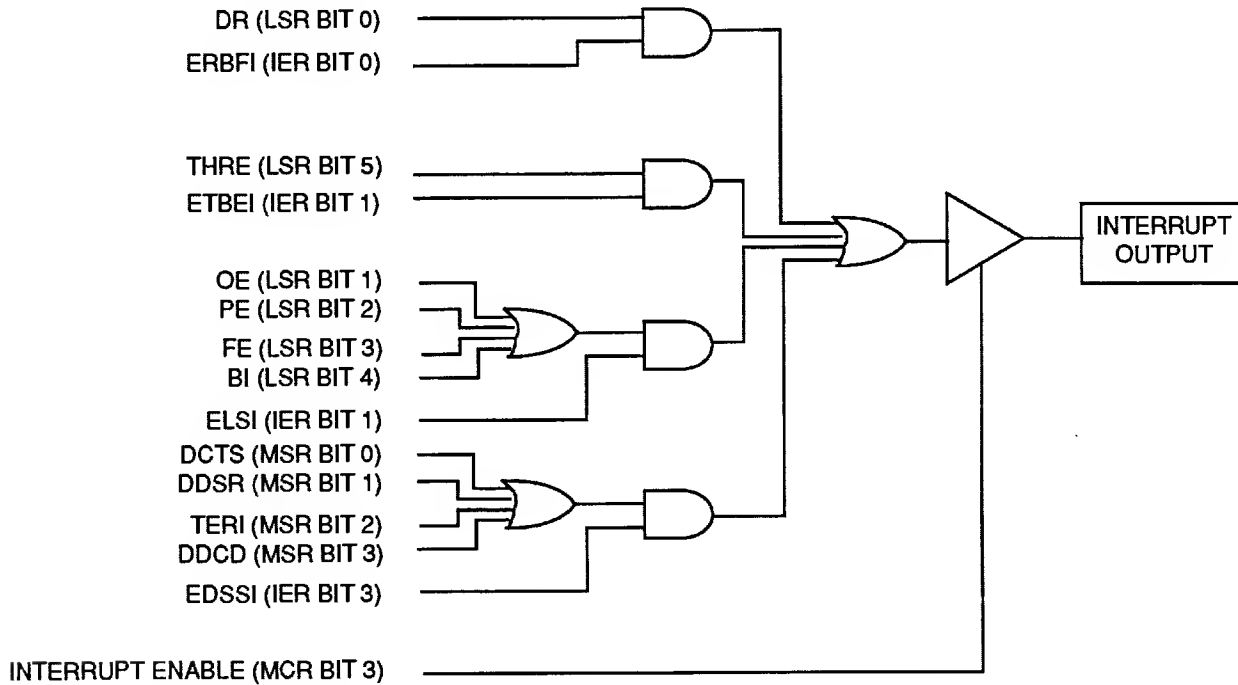 DR (LSR BIT 0)
ERBFI (IER BIT 0)
THRE (LSR BIT 5)
ETBEI (IER BIT 1)
OE (LSR BIT 1)
PE (LSR BIT 2)
FE (LSR BIT 3)
BI (LSR BIT 4)
ELSI (IER BIT 1)
DCTS (MSR BIT 0)
DDSR (MSR BIT 1)
TERI (MSR BIT 2)
DDCD (MSR BIT 3)
EDSSI (IER BIT 3)
INTERRUPT ENABLE (MCR BIT 3)
INTERRUPT
OUTPUT